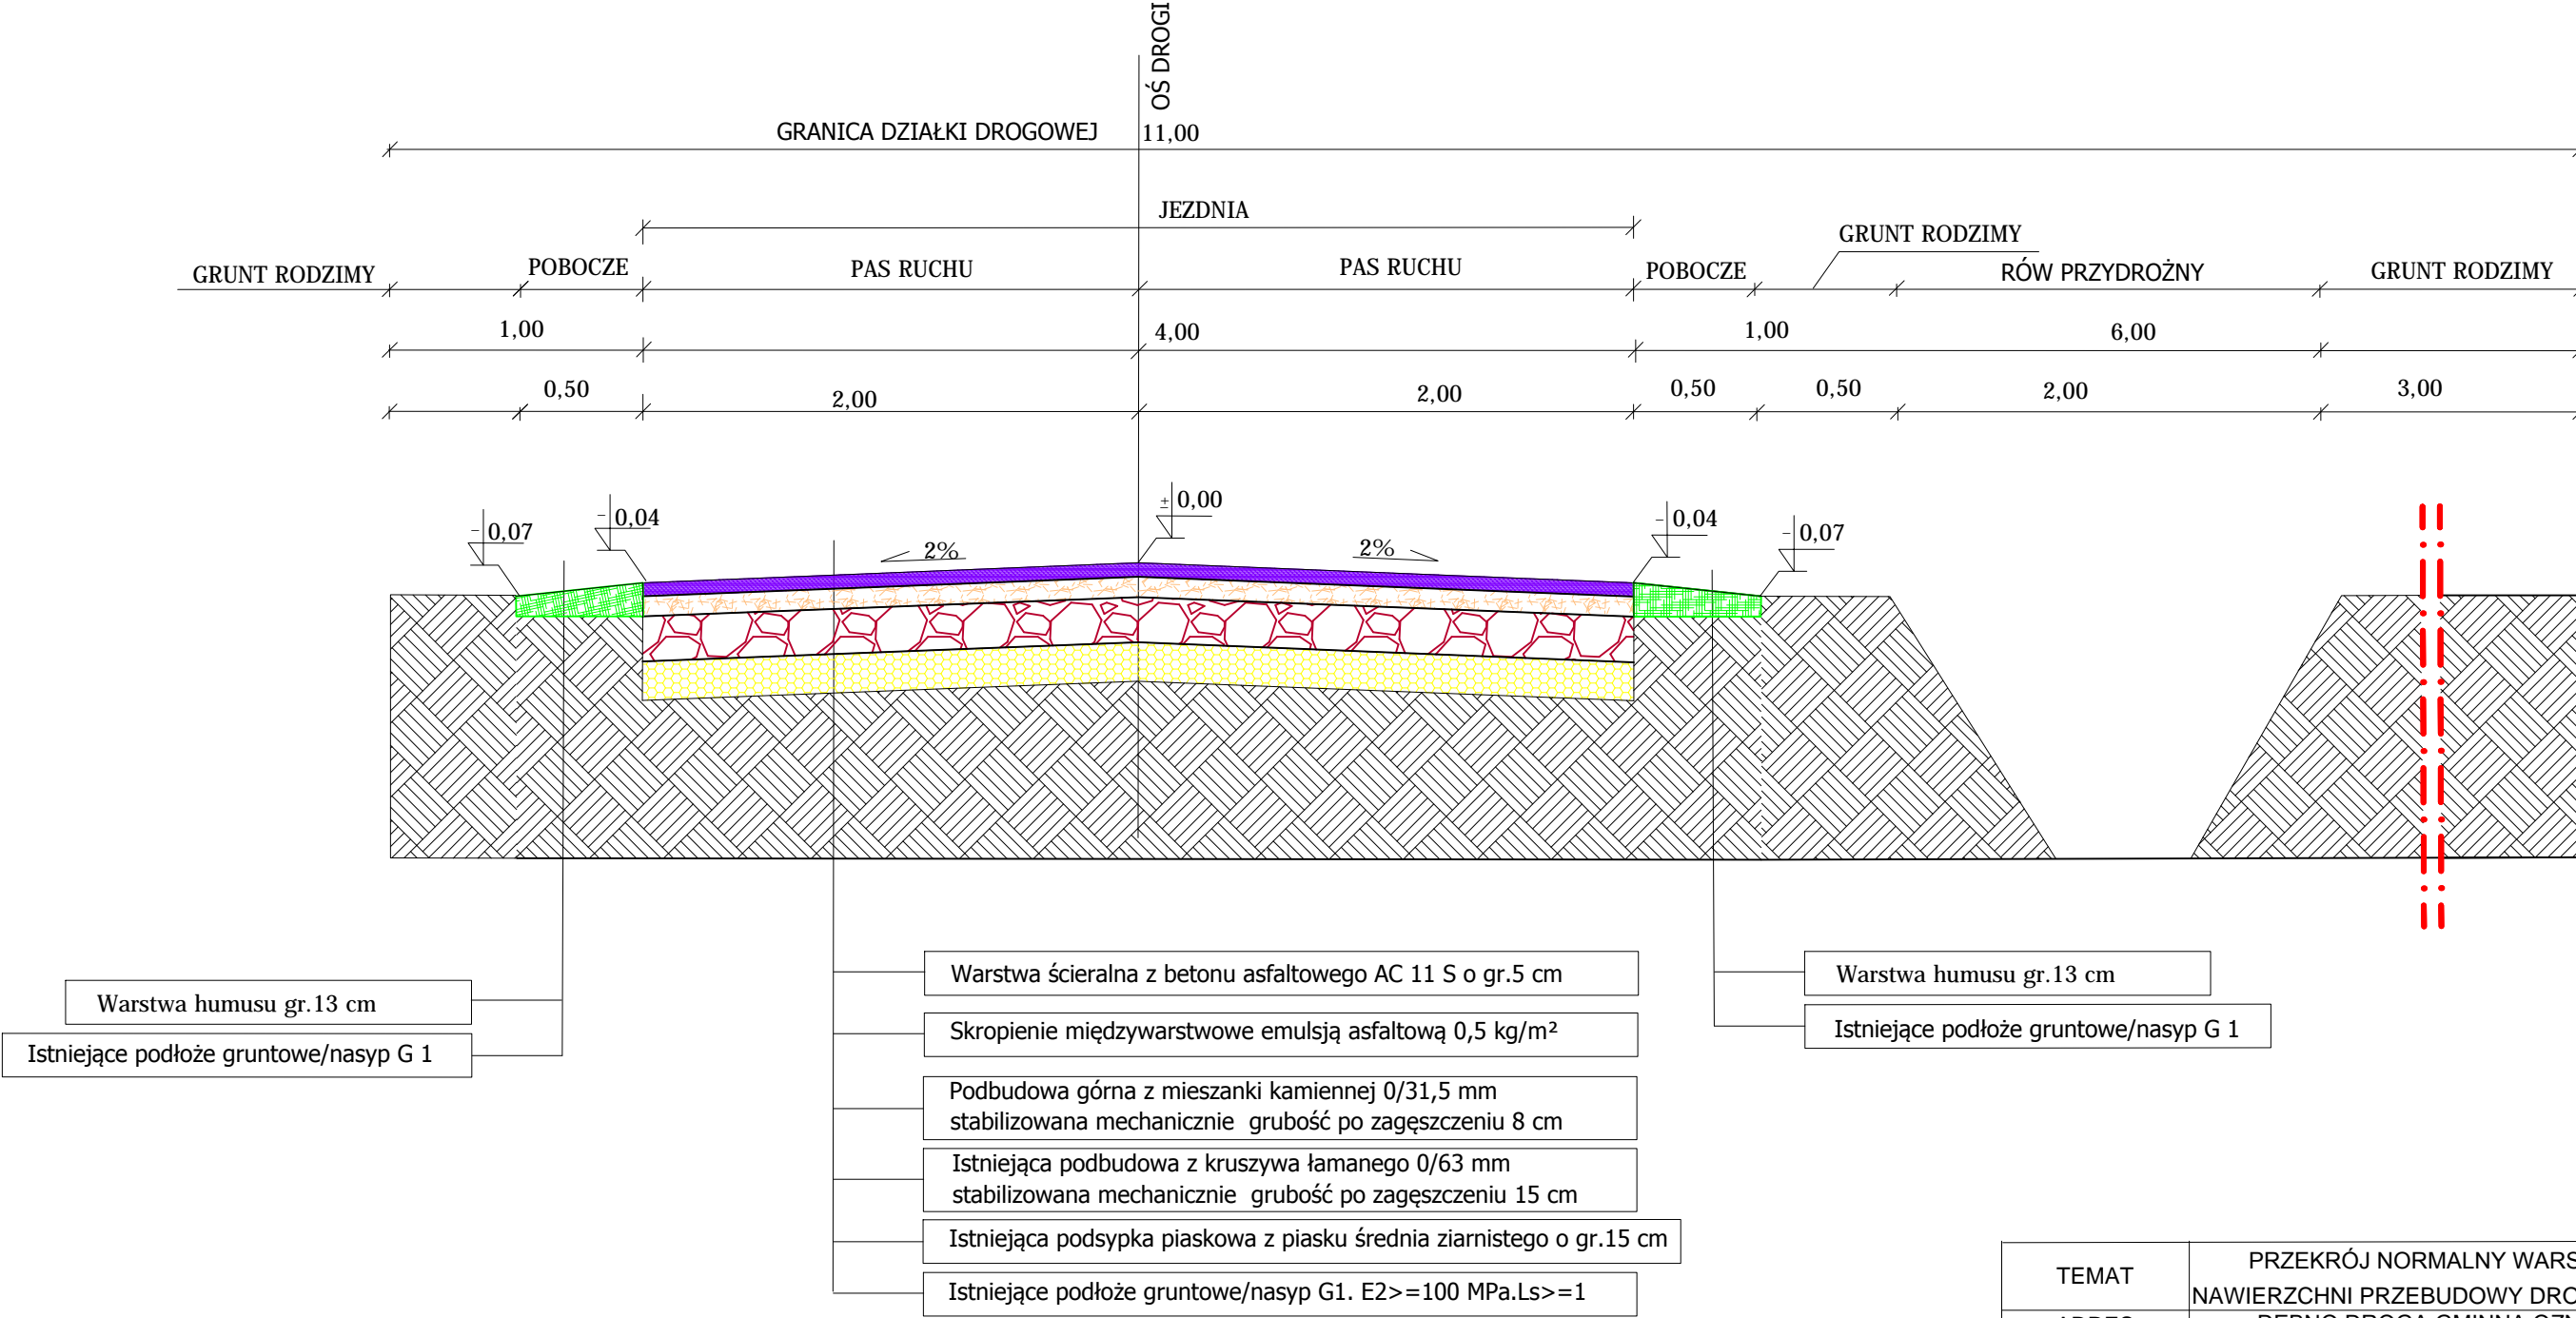 OŚ DROGI
GRANICA DZIAŁKI DROGOWEJ 11,00
JEZDNIA
GRUNT RODZIMY
GRUNT RODZIMY POBOCZE PAS RUCHU PAS RUCHU POBOCZE RÓW PRZYDROŻNY GRUNT RODZIMY
1,00 4,00 1,00 6,00
0,50 2,00 2,00 0,50 0,50 2,00 3,00
-0,07 -0,04 ±0,00 -0,04 -0,07
2% 2%
Warstwa humusu gr.13 cm
Istniejące podłoże gruntowe/nasyp G 1
Warstwa ścieralna z betonu asfaltowego AC 11 S o gr.5 cm
Skropienie międzywarstwowe emulsją asfaltową 0,5 kg/m²
Podbudowa górna z mieszanki kamiennej 0/31,5 mm
stabilizowana mechanicznie grubość po zagęszczeniu 8 cm
Istniejąca podbudowa z kruszywa łamanego 0/63 mm
stabilizowana mechanicznie grubość po zagęszczeniu 15 cm
Istniejąca podsypka piaskowa z piasku średnia ziarnistego o gr.15 cm
Istniejące podłoże gruntowe/nasyp G1. E2>=100 MPa.Ls>=1
Warstwa humusu gr.13 cm
Istniejące podłoże gruntowe/nasyp G 1
TEMAT
PRZEKRÓJ NORMALNY WARS
NAWIERZCHNI PRZEBUDOWY DRO
DROGA GMINNA